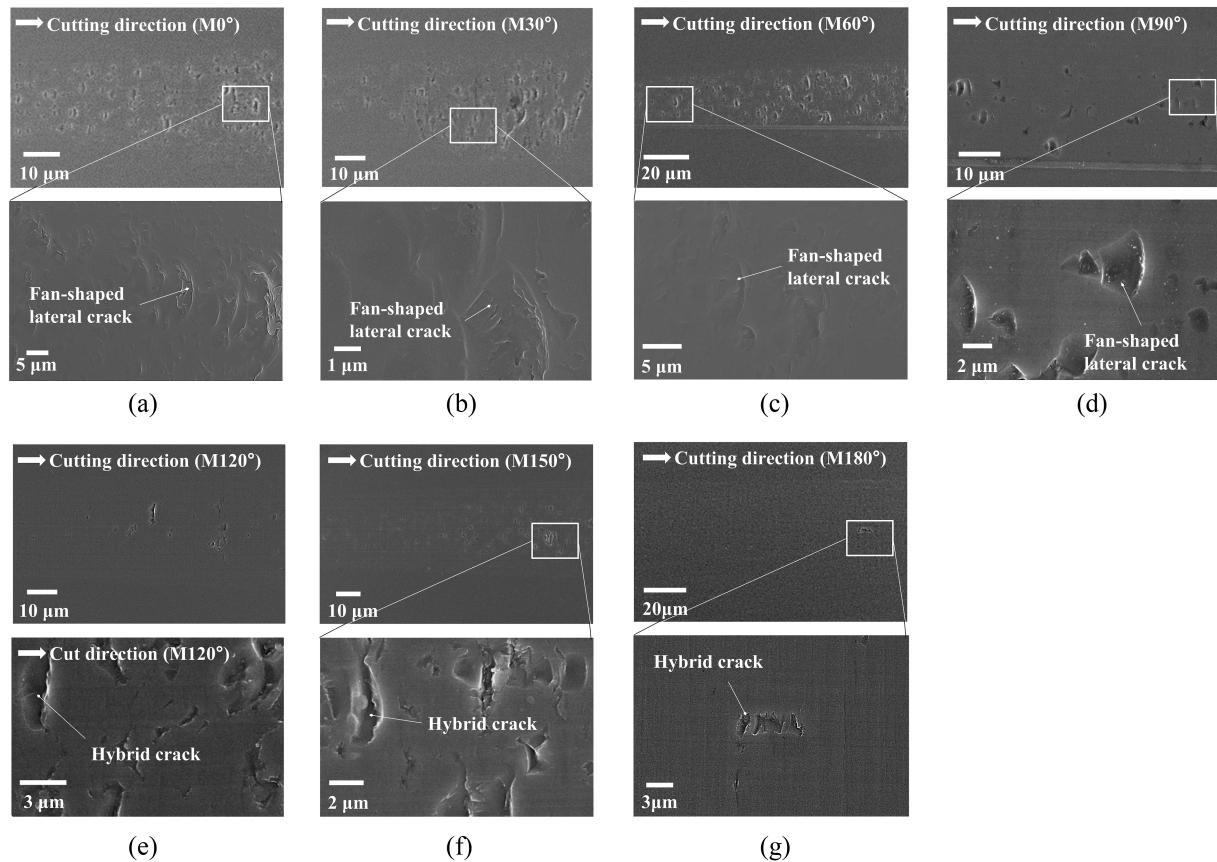 Cutting direction (M0°)
10 μm
Fan-shaped
lateral crack
5 μm
(a)
Cutting direction (M30°)
10 μm
Fan-shaped
lateral crack
1 μm
(b)
Cutting direction (M60°)
20 μm
Fan-shaped
lateral crack
5 μm
(c)
Cutting direction (M90°)
10 μm
Fan-shaped
lateral crack
2 μm
(d)
Cutting direction (M120°)
10 μm
Cut direction (M120°)
Hybrid crack
3 μm
(e)
Cutting direction (M150°)
10 μm
Hybrid crack
2 μm
(f)
Cutting direction (M180°)
20μm
Hybrid crack
3μm
(g)